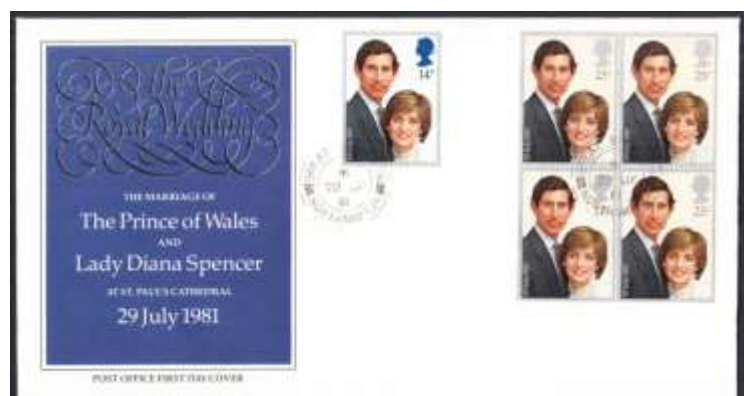 The
Royal Wedding
THE MARRIAGE OF
The Prince of Wales
AND
Lady Diana Spencer
AT ST. PAUL'S CATHEDRAL
29 July 1981
POST OFFICE FIRST DAY COVER
14P
25P
25P
25P